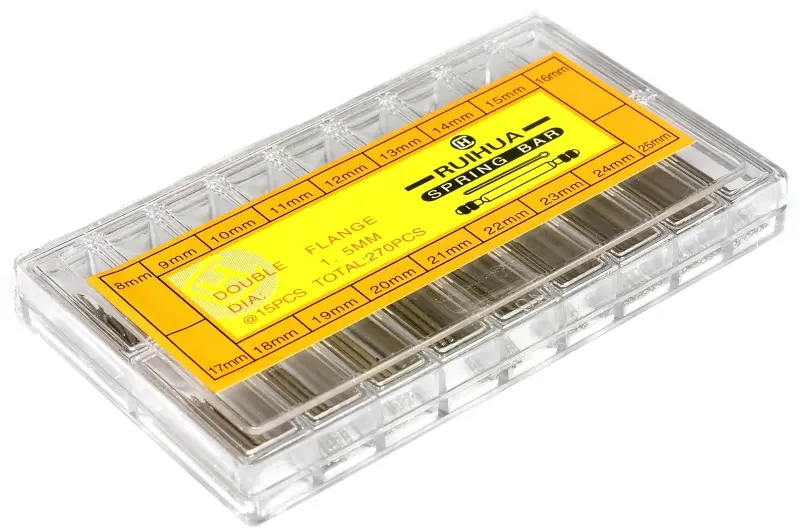 8mm 9mm 10mm 11mm 12mm 13mm 14mm 15mm 16mm
H
RUIHUA
SPRING BAR
DOUBLE FLANGE
DIA: 1.5MM
@15PCS TOTAL:270PCS
17mm 18mm 19mm 20mm 21mm 22mm 23mm 24mm 25mm